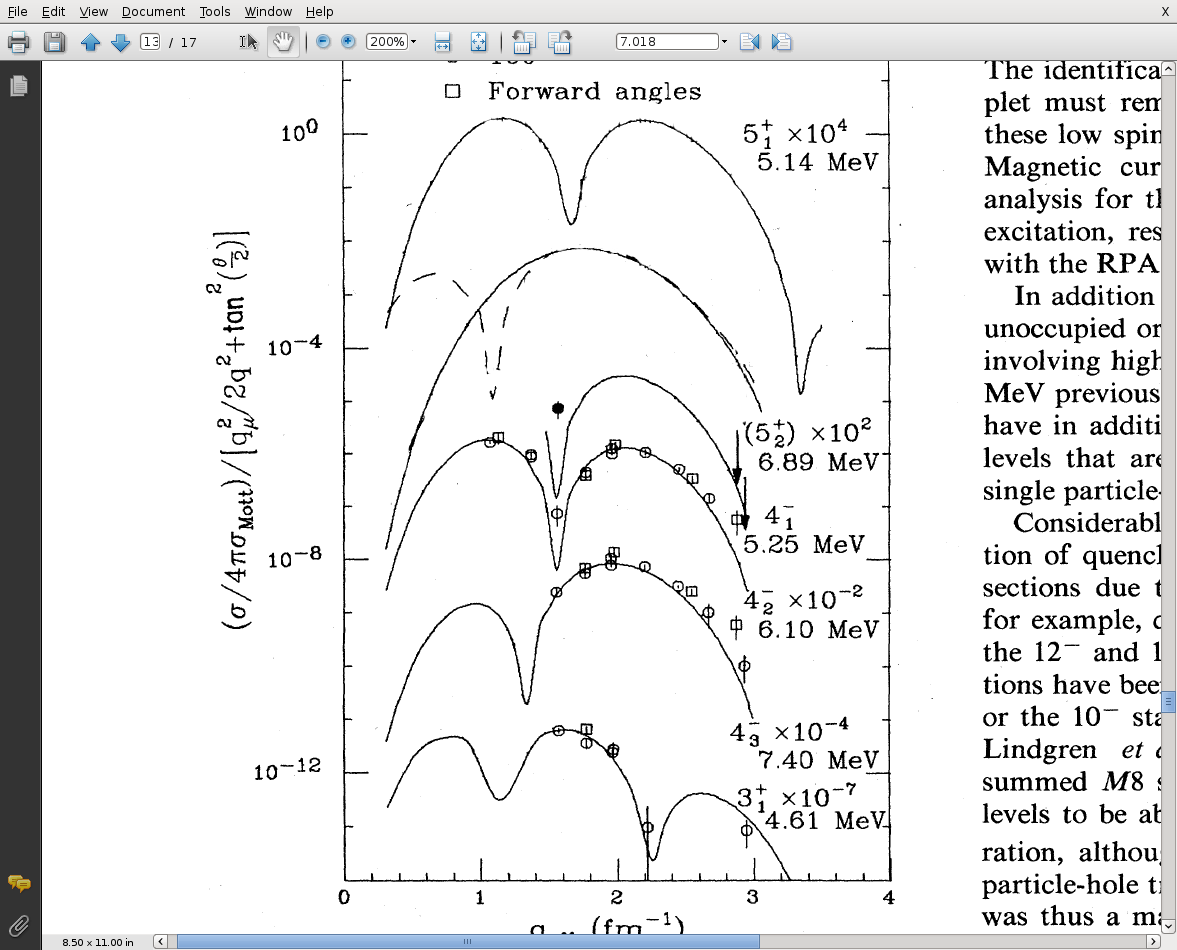 File Edit View Document Tools Window Help X
13 / 17 200% 7.018
□ Forward angles
10⁰
5₁⁺ ×10⁴
5.14 MeV
(σ/4πσ_Mott)/[q_μ²/2q²+tan²(θ/2)]
10⁻⁴
(5₂⁺) ×10²
6.89 MeV
4₁⁻
5.25 MeV
10⁻⁸
4₂⁻ ×10⁻²
6.10 MeV
4₃⁻ ×10⁻⁴
7.40 MeV
10⁻¹²
3₁⁺ ×10⁻⁷
4.61 MeV
0 1 2 3 4
(fm⁻¹)
The identifica
plet must rem
these low spin
Magnetic cur
analysis for th
excitation, res
with the RPA
In addition
unoccupied or
involving high
MeV previous
have in additi
levels that are
single particle-
Considerabl
tion of quencl
sections due t
for example, c
the 12⁻ and 1
tions have bee
or the 10⁻ sta
Lindgren et a
summed M8 s
levels to be ab
ration, althoug
particle-hole t
was thus a ma
8.50 x 11.00 in